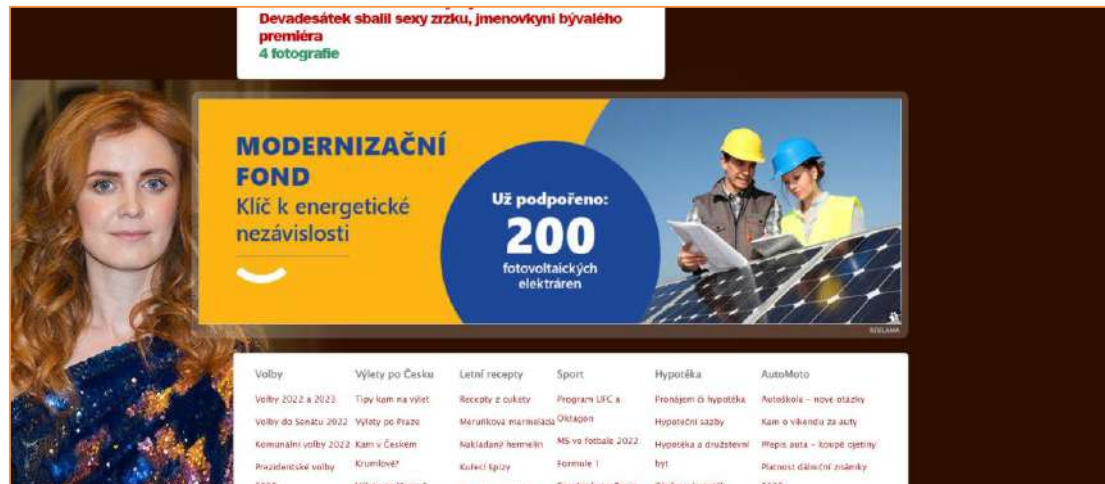 Devadesátek sbalil sexy zrzku, jmenovkyni bývalého
premiéra
4 fotografie
MODERNIZAČNÍ
FOND
Klíč k energetické
nezávislosti
Už podpořeno:
200
fotovoltaických
elektráren
REKLAMA
Volby
Výlety po Česku
Letní recepty
Sport
Hypotéka
AutoMoto
Volby 2022 a 2023
Tipy kam na výlet
Recepty z cukety
Program UFC a
Oktagon
Pronájem či hypotéka
Autoškola – nové otázky
Volby do Senátu 2022
Výlety po Praze
Meruňková marmeláda
Hypoteční sazby
Kam o víkendu za auty
Komunální volby 2022
Kam v Českém
Krumlově?
Nakládaný hermelín
MS ve fotbale 2022
Hypotéka a družstevní
byt
Přepis auta – koupě ojetiny
Prezidentské volby
Kuřecí špízy
Formule 1
Platnost dálniční známky